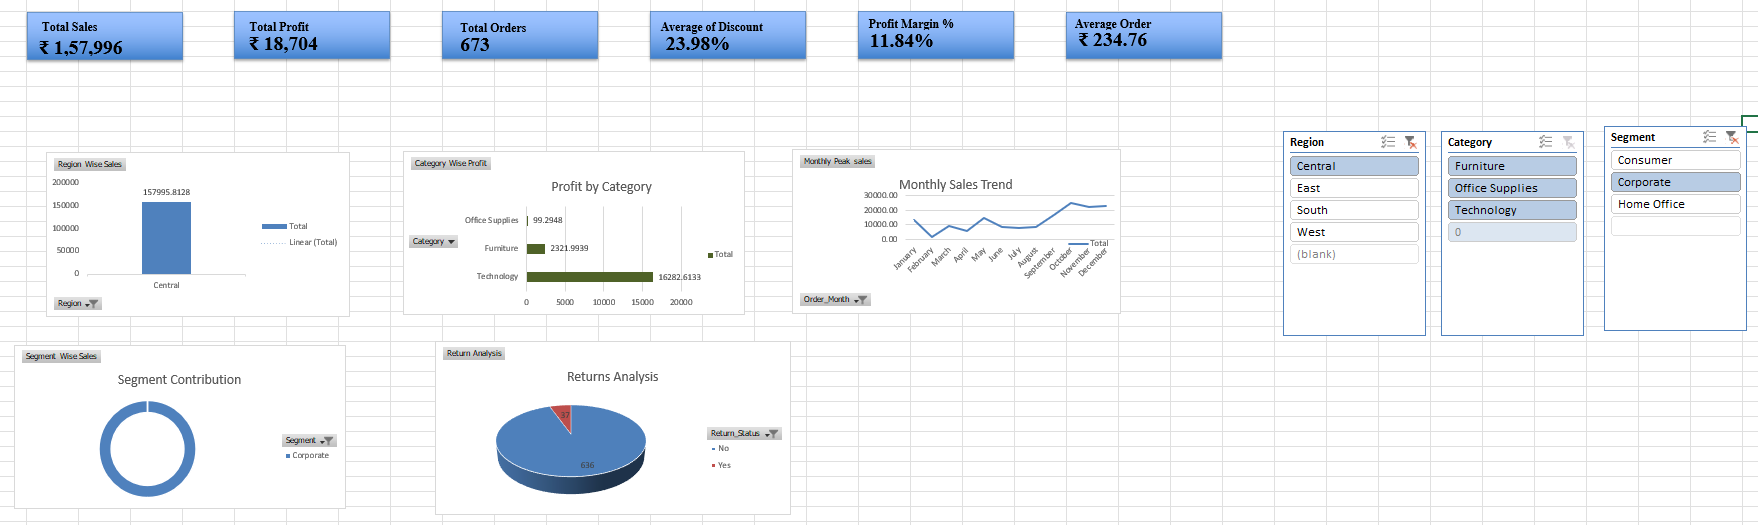 Total Sales
₹ 1,57,996
Total Profit
₹ 18,704
Total Orders
673
Average of Discount
23.98%
Profit Margin %
11.84%
Average Order
₹ 234.76
Region Wise Sales
200000
150000
100000
50000
0
157995.8128
Central
Total
Linear (Total)
Region
Category Wise Profit
Profit by Category
Category
Office Supplies
99.2948
Furniture
2321.9939
Technology
16282.6133
0 5000 10000 15000 20000
Total
Monthly Peak sales
Monthly Sales Trend
30000.00
20000.00
10000.00
0.00
January
February
March
April
May
June
July
August
September
October
November
December
Total
Order_Month
Region
Central
East
South
West
(blank)
Category
Furniture
Office Supplies
Technology
0
Segment
Consumer
Corporate
Home Office
Segment Wise Sales
Segment Contribution
Segment
Corporate
Return Analysis
Returns Analysis
37
636
Return_Status
No
Yes